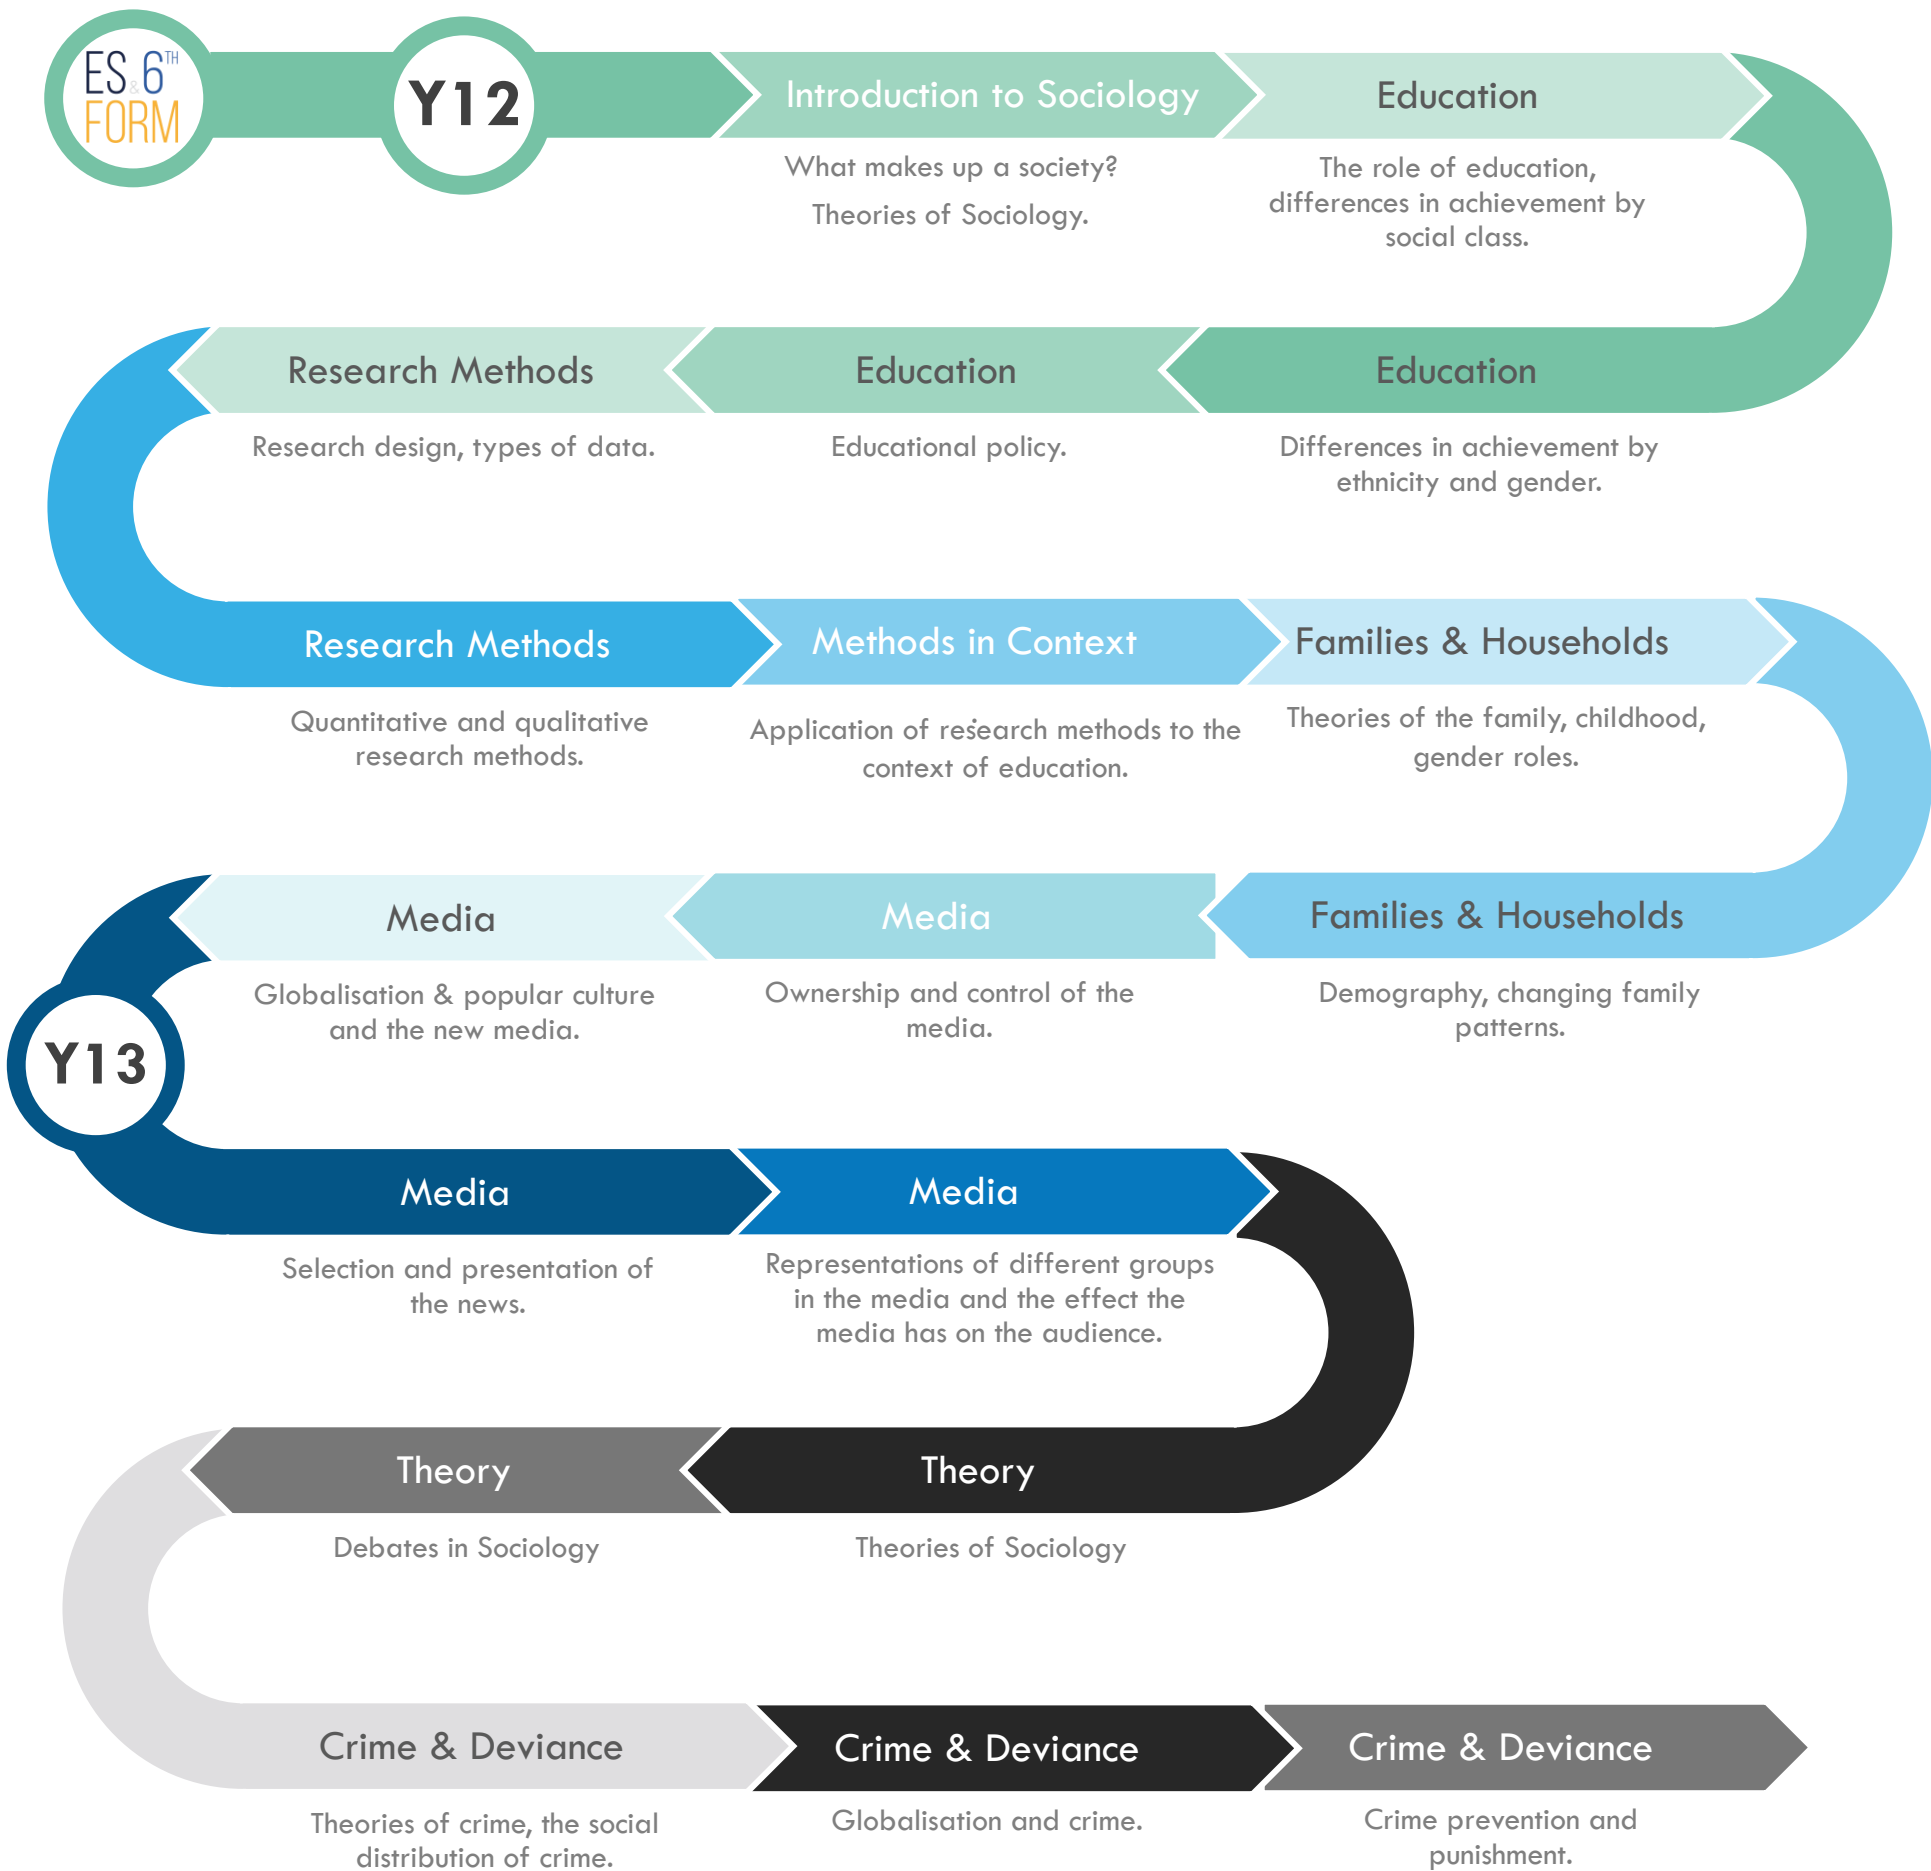 ES & 6TH
FORM
Y12
Introduction to Sociology
What makes up a society?
Theories of Sociology.
Education
The role of education,
differences in achievement by
social class.
Education
Differences in achievement by
ethnicity and gender.
Education
Educational policy.
Research Methods
Research design, types of data.
Research Methods
Quantitative and qualitative
research methods.
Methods in Context
Application of research methods to the
context of education.
Families & Households
Theories of the family, childhood,
gender roles.
Families & Households
Demography, changing family
patterns.
Media
Ownership and control of the
media.
Media
Globalisation & popular culture
and the new media.
Y13
Media
Selection and presentation of
the news.
Media
Representations of different groups
in the media and the effect the
media has on the audience.
Theory
Theories of Sociology
Theory
Debates in Sociology
Crime & Deviance
Theories of crime, the social
distribution of crime.
Crime & Deviance
Globalisation and crime.
Crime & Deviance
Crime prevention and
punishment.